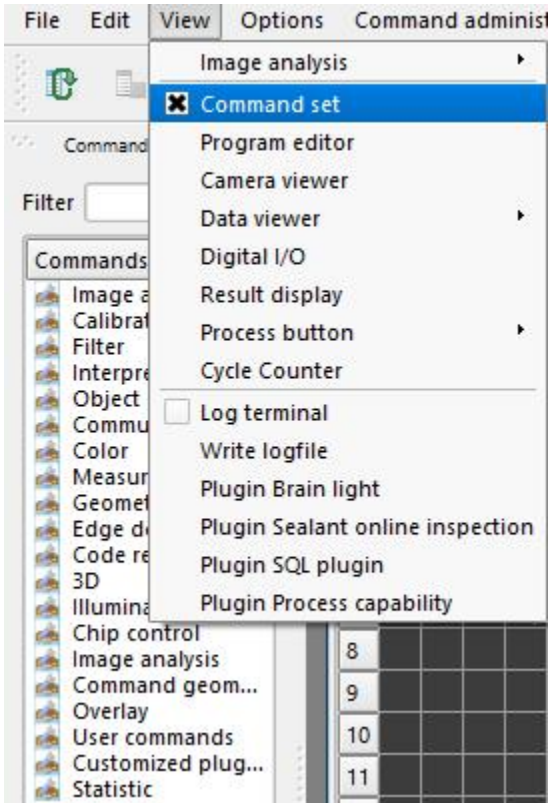 File Edit View Options Command administ
Image analysis
Command set
Command
Program editor
Camera viewer
Filter
Data viewer
Commands
Digital I/O
Image a
Result display
Calibrat
Process button
Filter
Interpre
Cycle Counter
Object
Commu
Log terminal
Color
Write logfile
Measur
Plugin Brain light
Geomet
Edge de
Plugin Sealant online inspection
Code re
Plugin SQL plugin
3D
Illumina
Plugin Process capability
Chip control
Image analysis
8
Command geom...
9
Overlay
User commands
10
Customized plug...
11
Statistic